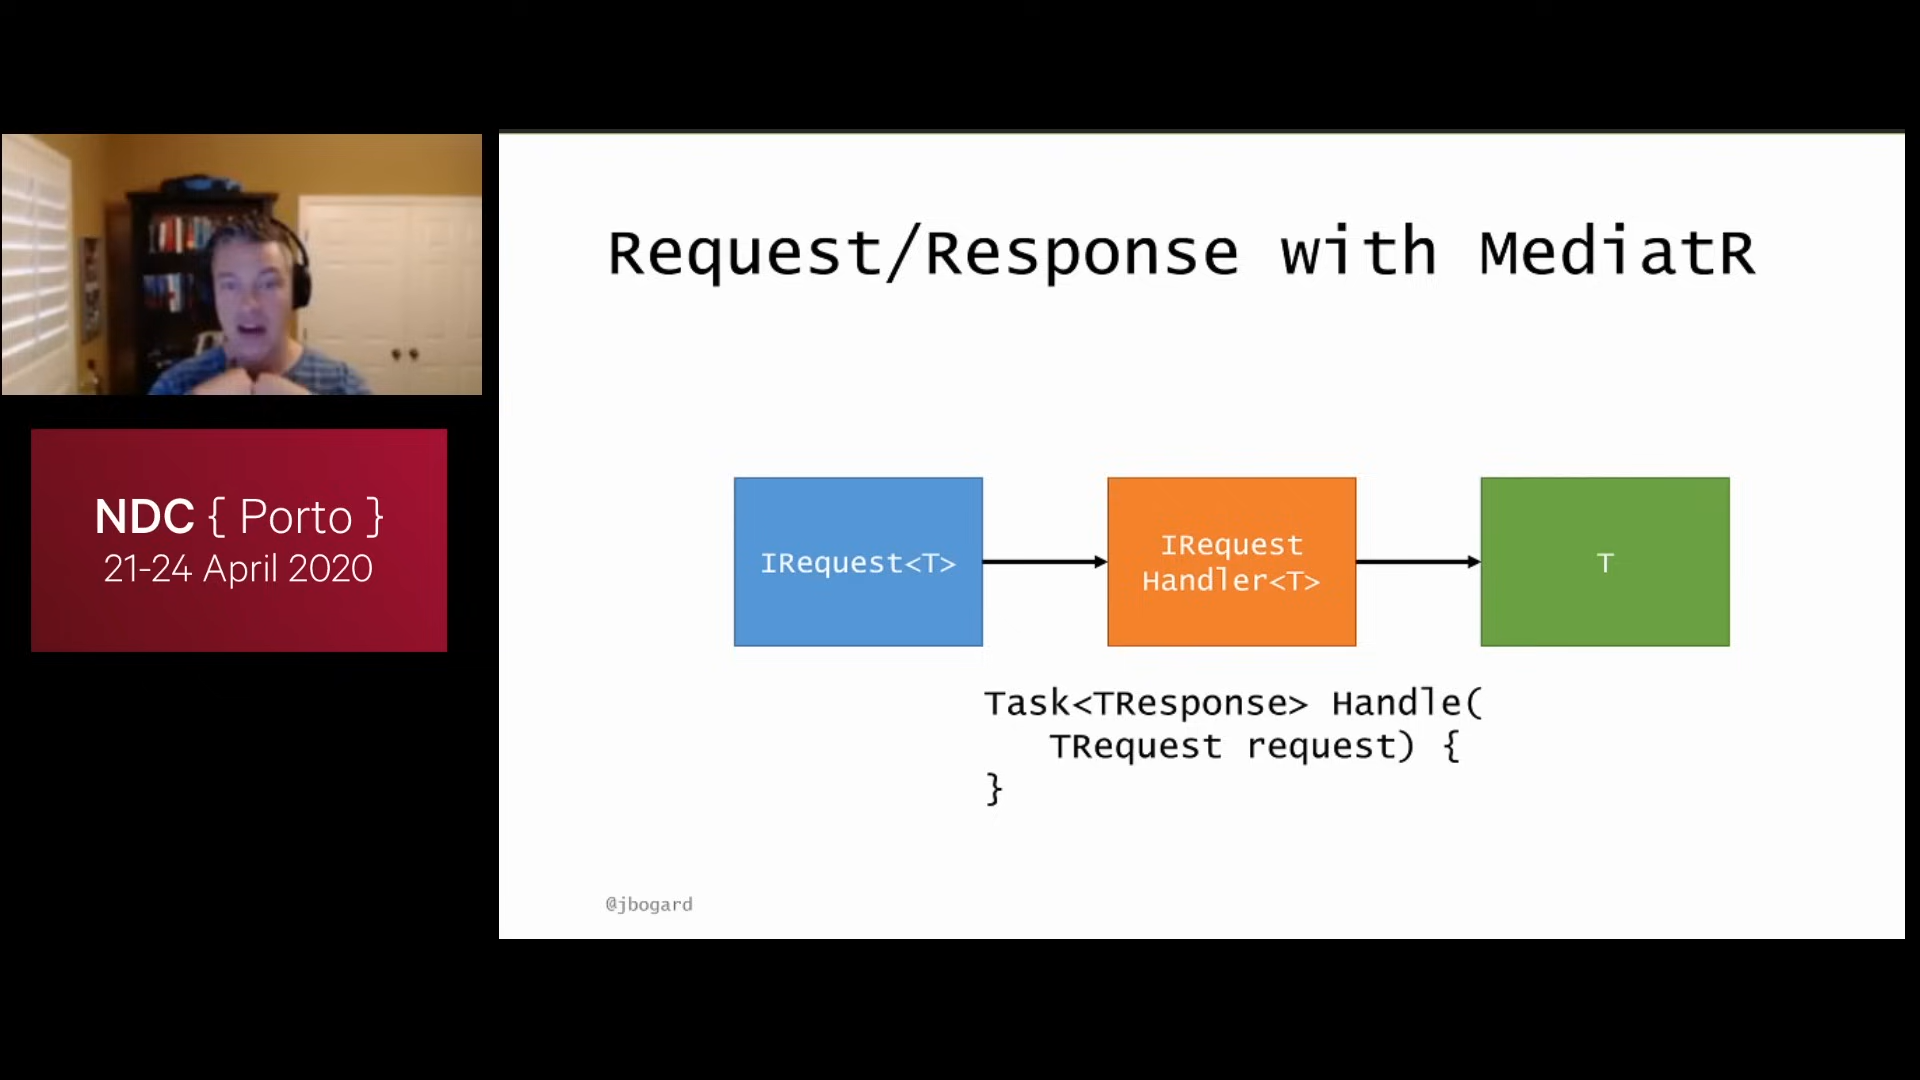 NDC { Porto }
21-24 April 2020
Request/Response with MediatR
IRequest<T>
IRequest
Handler<T>
T
Task<TResponse> Handle(
TRequest request) {
}
@jbogard